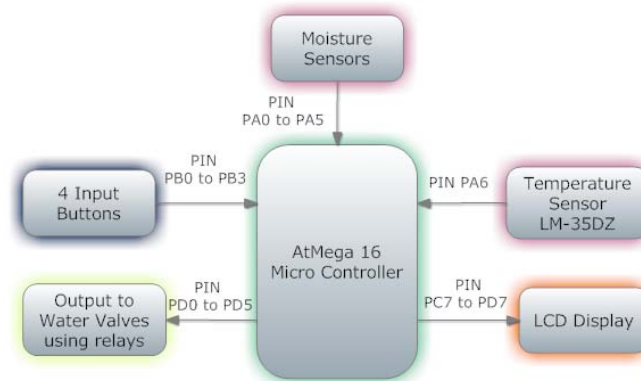 Moisture
Sensors
PIN
PA0 to PA5
4 Input
Buttons
PIN
PB0 to PB3
AtMega 16
Micro Controller
PIN PA6
Temperature
Sensor
LM-35DZ
Output to
Water Valves
using relays
PIN
PD0 to PD5
PIN
PC7 to PD7
LCD Display